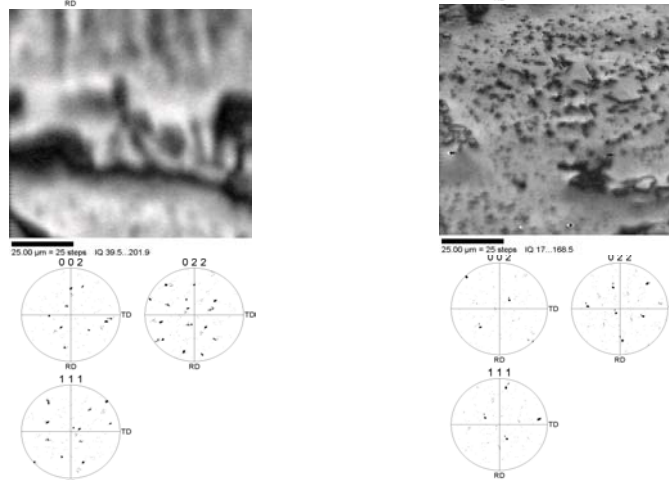 RD
25.00 µm = 25 steps IQ 39.5...201.9
0 0 2
0 2 2
TD
TD
RD
1 1 1
TD
25.00 µm = 25 steps IQ 17...168.5
0 0 2
0 2 2
TD
TD
RD
RD
1 1 1
TD
RD